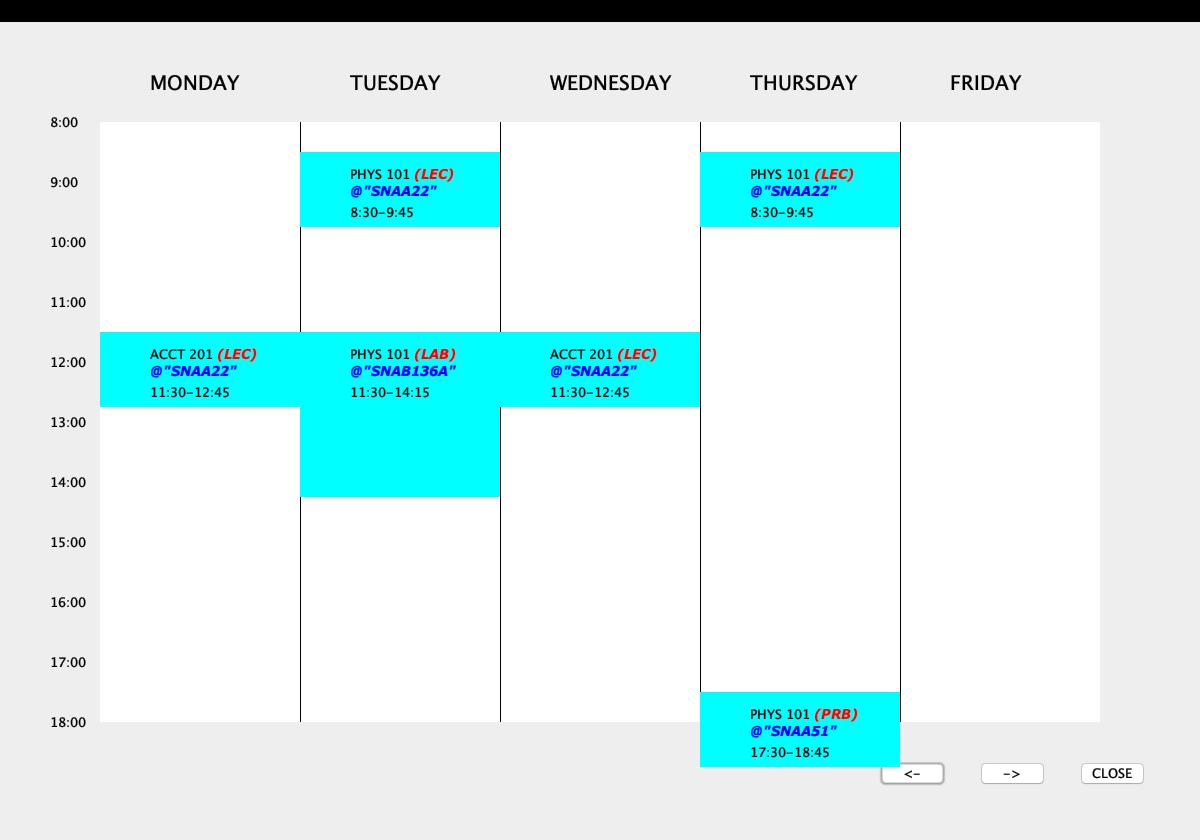 MONDAY TUESDAY WEDNESDAY THURSDAY FRIDAY
8:00
PHYS 101 (LEC)
@"SNAA22"
8:30-9:45
PHYS 101 (LEC)
@"SNAA22"
8:30-9:45
9:00
10:00
11:00
ACCT 201 (LEC)
@"SNAA22"
11:30-12:45
PHYS 101 (LAB)
@"SNAB136A"
11:30-14:15
ACCT 201 (LEC)
@"SNAA22"
11:30-12:45
12:00
13:00
14:00
15:00
16:00
17:00
18:00
PHYS 101 (PRB)
@"SNAA51"
17:30-18:45
<- -> CLOSE